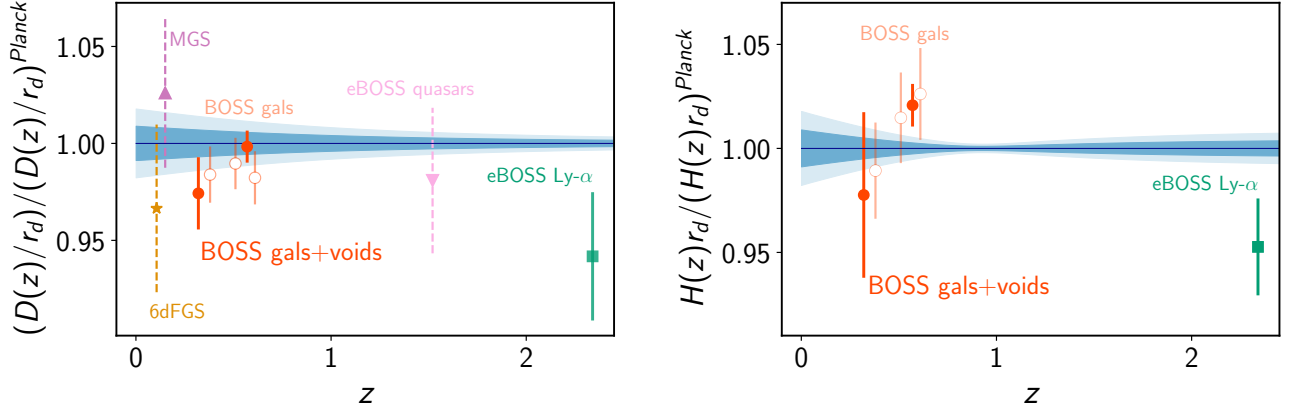 (D(z)/r_d)/(D(z)/r_d)^Planck
1.05
1.00
0.95
MGS
BOSS gals
eBOSS quasars
eBOSS Ly-α
BOSS gals+voids
6dFGS
0
1
2
z
H(z)r_d/(H(z)r_d)^Planck
1.05
1.00
0.95
BOSS gals
eBOSS Ly-α
BOSS gals+voids
0
1
2
z